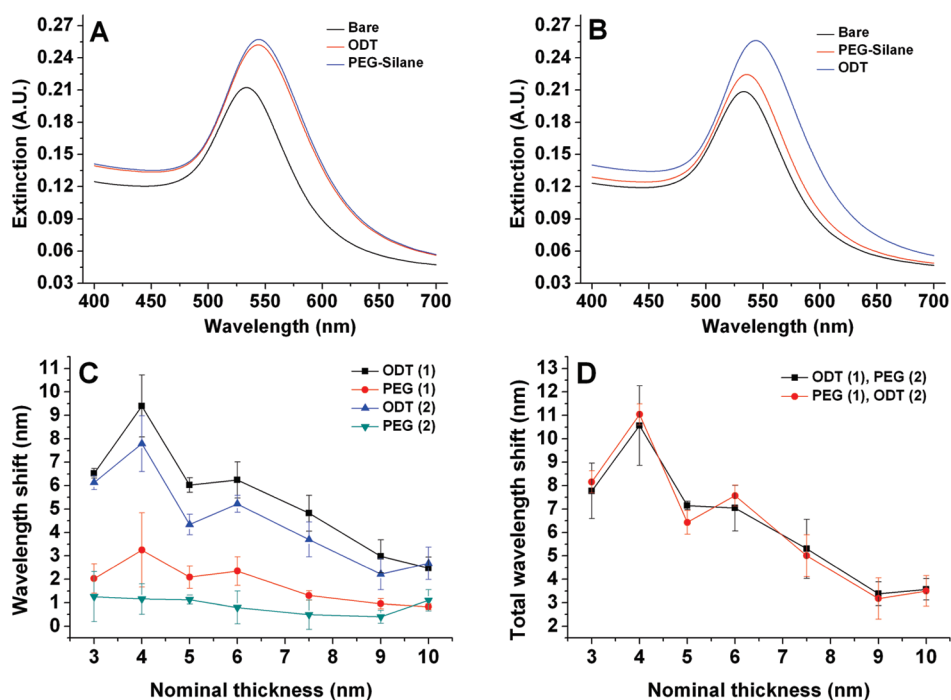 A
Bare
ODT
PEG-Silane
0.27
0.24
0.21
0.18
0.15
0.12
0.09
0.06
0.03
Extinction (A.U.)
400 450 500 550 600 650 700
Wavelength (nm)
B
Bare
PEG-Silane
ODT
0.27
0.24
0.21
0.18
0.15
0.12
0.09
0.06
0.03
Extinction (A.U.)
400 450 500 550 600 650 700
Wavelength (nm)
C
ODT (1)
PEG (1)
ODT (2)
PEG (2)
11
10
9
8
7
6
5
4
3
2
1
0
Wavelength shift (nm)
3 4 5 6 7 8 9 10
Nominal thickness (nm)
D
ODT (1), PEG (2)
PEG (1), ODT (2)
13
12
11
10
9
8
7
6
5
4
3
2
Total wavelength shift (nm)
3 4 5 6 7 8 9 10
Nominal thickness (nm)